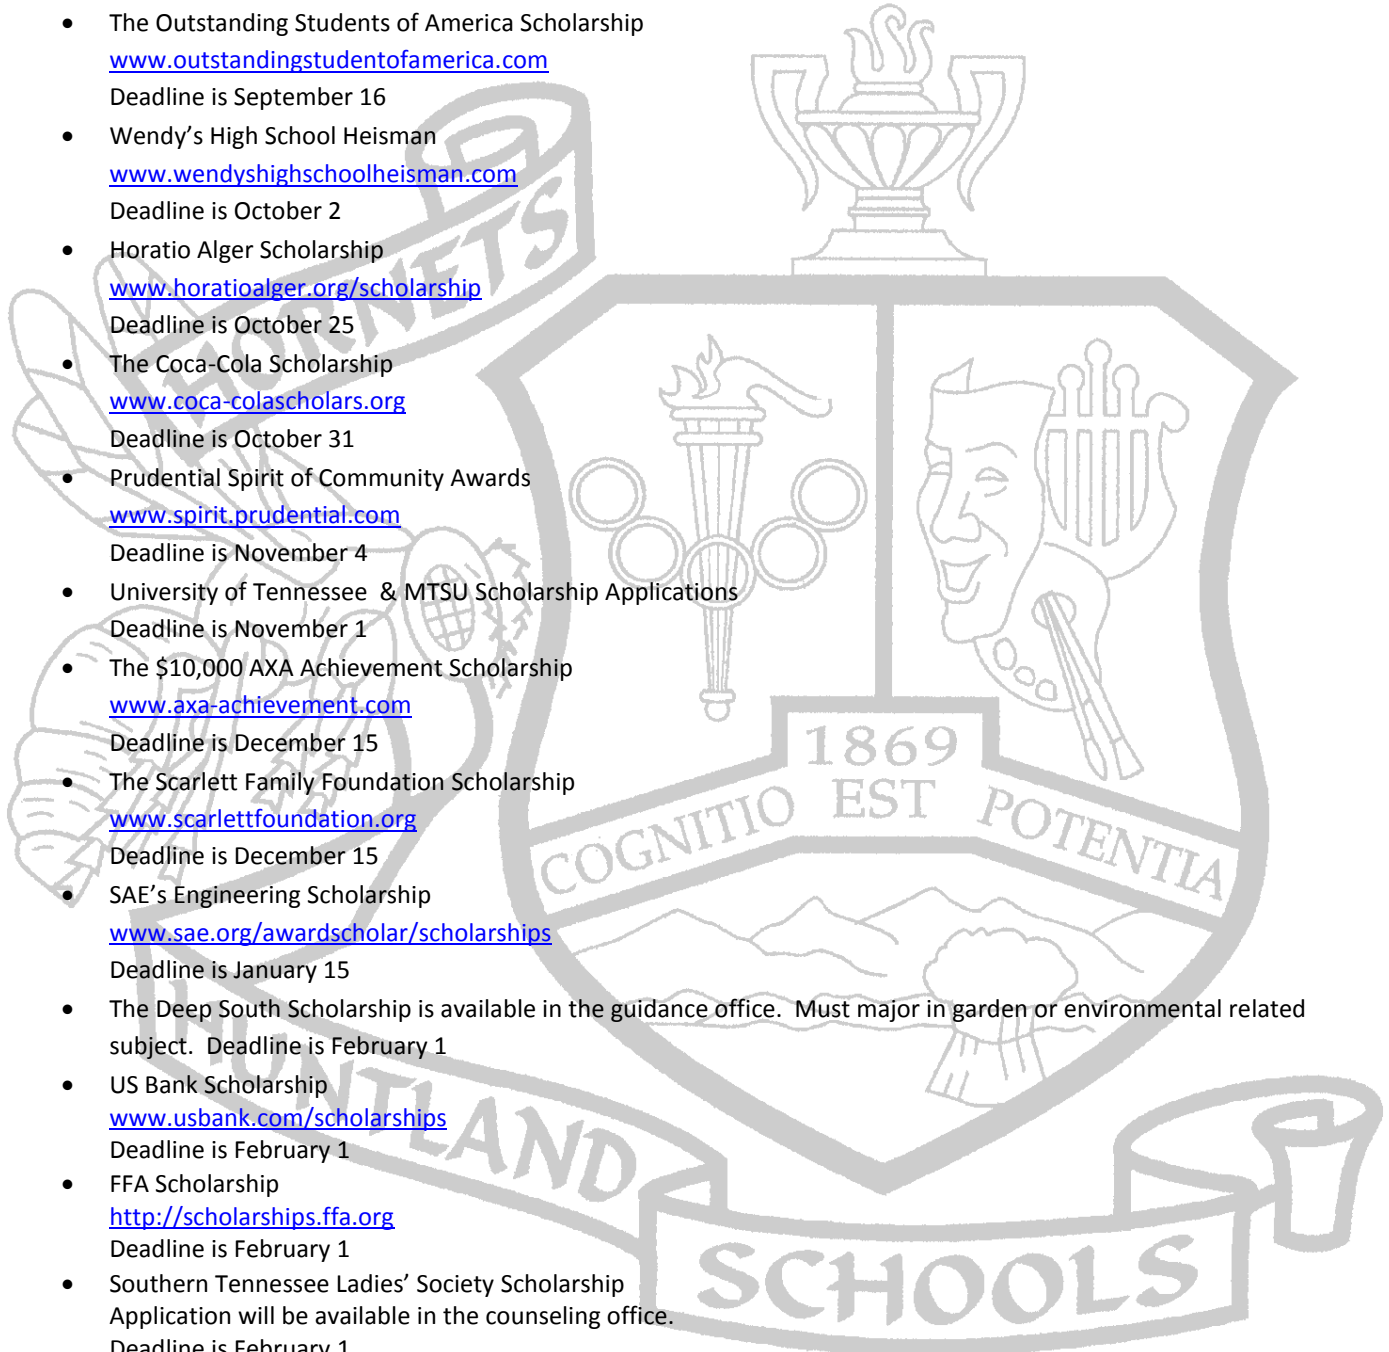 • The Outstanding Students of America Scholarship
www.outstandingstudentofamerica.com
Deadline is September 16
• Wendy’s High School Heisman
www.wendyshighschoolheisman.com
Deadline is October 2
• Horatio Alger Scholarship
www.horatioalger.org/scholarship
Deadline is October 25
• The Coca-Cola Scholarship
www.coca-colascholars.org
Deadline is October 31
• Prudential Spirit of Community Awards
www.spirit.prudential.com
Deadline is November 4
• University of Tennessee  & MTSU Scholarship Applications
Deadline is November 1
• The $10,000 AXA Achievement Scholarship
www.axa-achievement.com
Deadline is December 15
• The Scarlett Family Foundation Scholarship
www.scarlettfoundation.org
Deadline is December 15
• SAE’s Engineering Scholarship
www.sae.org/awardscholar/scholarships
Deadline is January 15
• The Deep South Scholarship is available in the guidance office.  Must major in garden or environmental related
subject.  Deadline is February 1
• US Bank Scholarship
www.usbank.com/scholarships
Deadline is February 1
• FFA Scholarship
http://scholarships.ffa.org
Deadline is February 1
• Southern Tennessee Ladies’ Society Scholarship
Application will be available in the counseling office.
Deadline is February 1
HORNETS
1869
COGNITIO EST POTENTIA
HUNTLAND
SCHOOLS